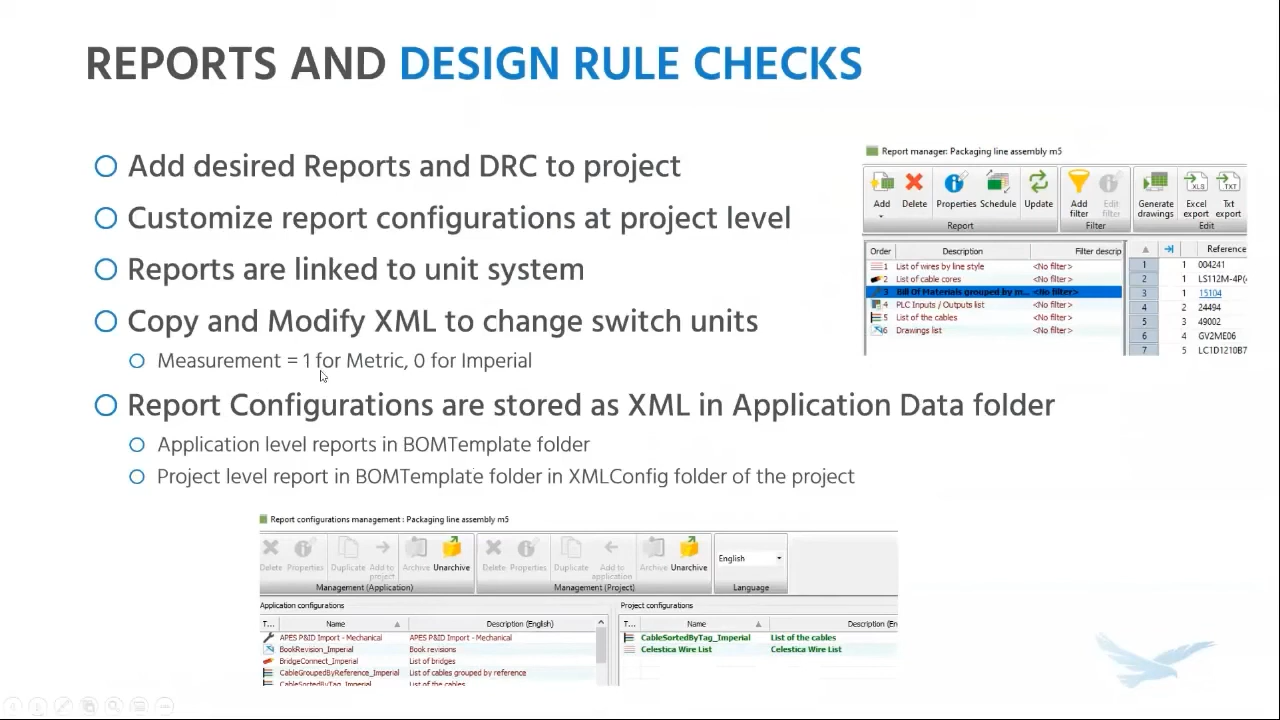 REPORTS AND DESIGN RULE CHECKS
Add desired Reports and DRC to project
Customize report configurations at project level
Reports are linked to unit system
Copy and Modify XML to change switch units
Measurement = 1 for Metric, 0 for Imperial
Report Configurations are stored as XML in Application Data folder
Application level reports in BOMTemplate folder
Project level report in BOMTemplate folder in XMLConfig folder of the project
Report manager: Packaging line assembly m5
Add Delete Properties Schedule Update Add filter Edit filter Generate drawings Excel export Txt export
Report Filter Edit
Order Description Filter descrip Reference
1 List of wires by line style <No filter>
2 List of cable cores <No filter>
3 Bill Of Materials grouped by m... <No filter>
4 PLC Inputs / Outputs list <No filter>
5 List of the cables <No filter>
6 Drawings list <No filter>
1 1 004241
2 1 LS112M-4P(
3 1 15104
4 2 24494
5 3 49002
6 4 GV2ME06
7 5 LC1D1210B7
Report configurations management : Packaging line assembly m5
Delete Properties Duplicate Add to project Archive Unarchive Delete Properties Duplicate Add to application Archive Unarchive English
Management (Application) Management (Project) Language
Application configurations Project configurations
T... Name Description (English) T... Name Description (En
APES P&ID Import - Mechanical APES P&ID Import - Mechanical CableSortedByTag_Imperial List of the cables
BookRevision_Imperial Book revisions Celestica Wire List Celestica Wire List
BridgeConnect_Imperial List of bridges
CableGroupedByReference_Imperial List of cables grouped by reference
CableSortedByTag_Imperial List of the cables